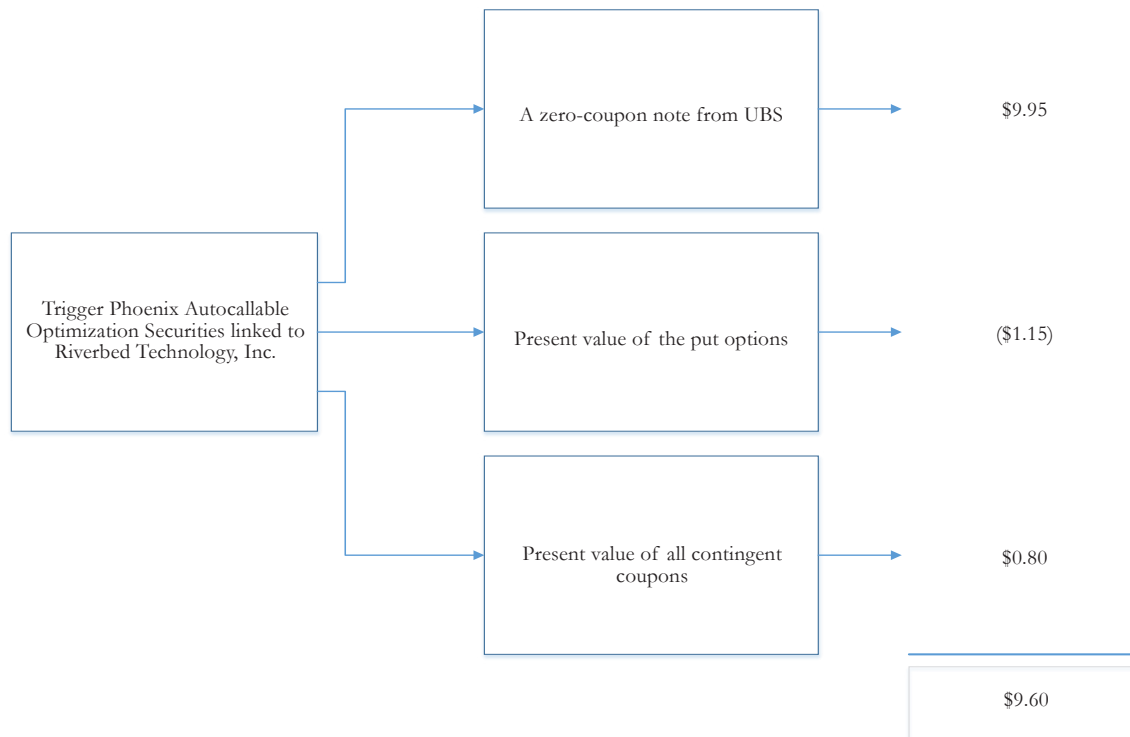 A zero-coupon note from UBS
$9.95
Trigger Phoenix Autocallable
Optimization Securities linked to
Riverbed Technology, Inc.
Present value of the put options
($1.15)
Present value of all contingent
coupons
$0.80
$9.60